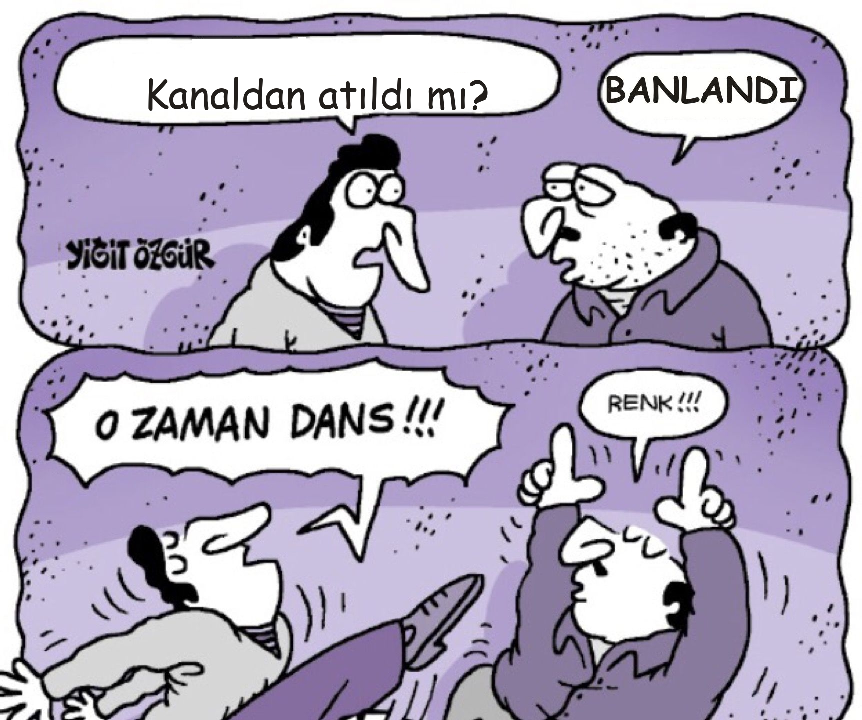 Kanaldan atıldı mı?
BANLANDI
YİĞİT ÖZGÜR
O ZAMAN DANS!!!
RENK!!!